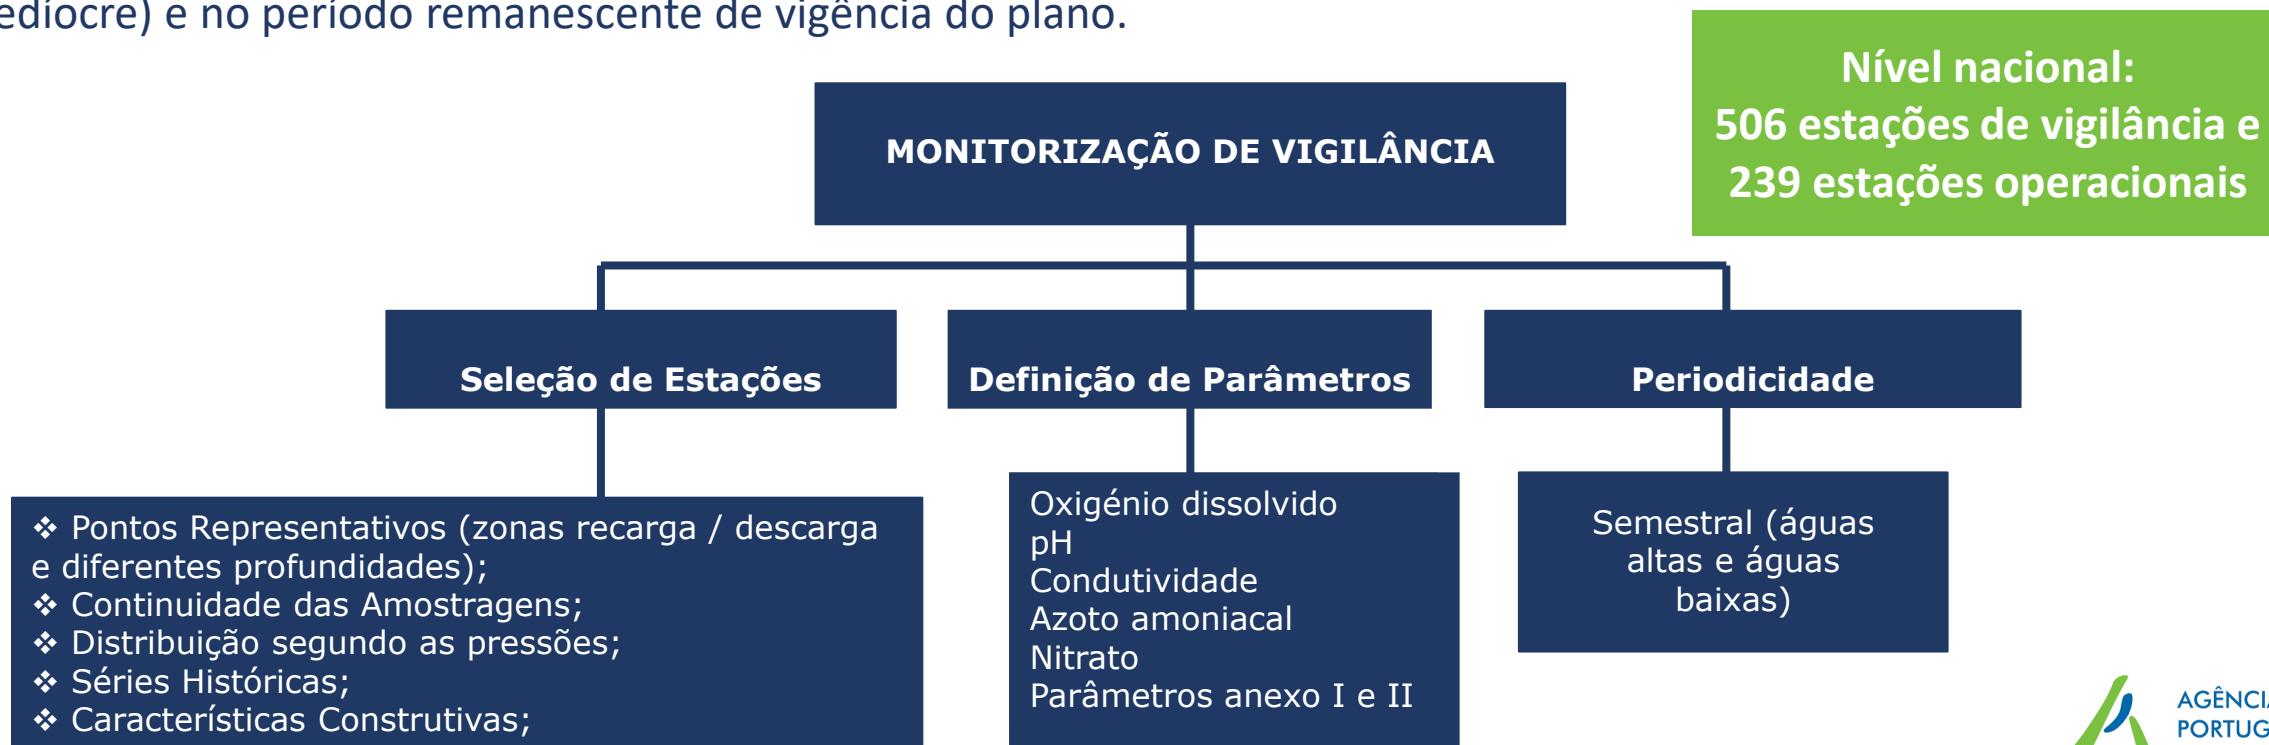 e no período remanescente de vigência do plano.
Nível nacional:
506 estações de vigilância e
239 estações operacionais
MONITORIZAÇÃO DE VIGILÂNCIA
Seleção de Estações
Definição de Parâmetros
Periodicidade
❖ Pontos Representativos (zonas recarga / descarga
e diferentes profundidades);
❖ Continuidade das Amostragens;
❖ Distribuição segundo as pressões;
❖ Séries Históricas;
❖ Características Construtivas;
Oxigénio dissolvido
pH
Condutividade
Azoto amoniacal
Nitrato
Parâmetros anexo I e II
Semestral (águas
altas e águas
baixas)